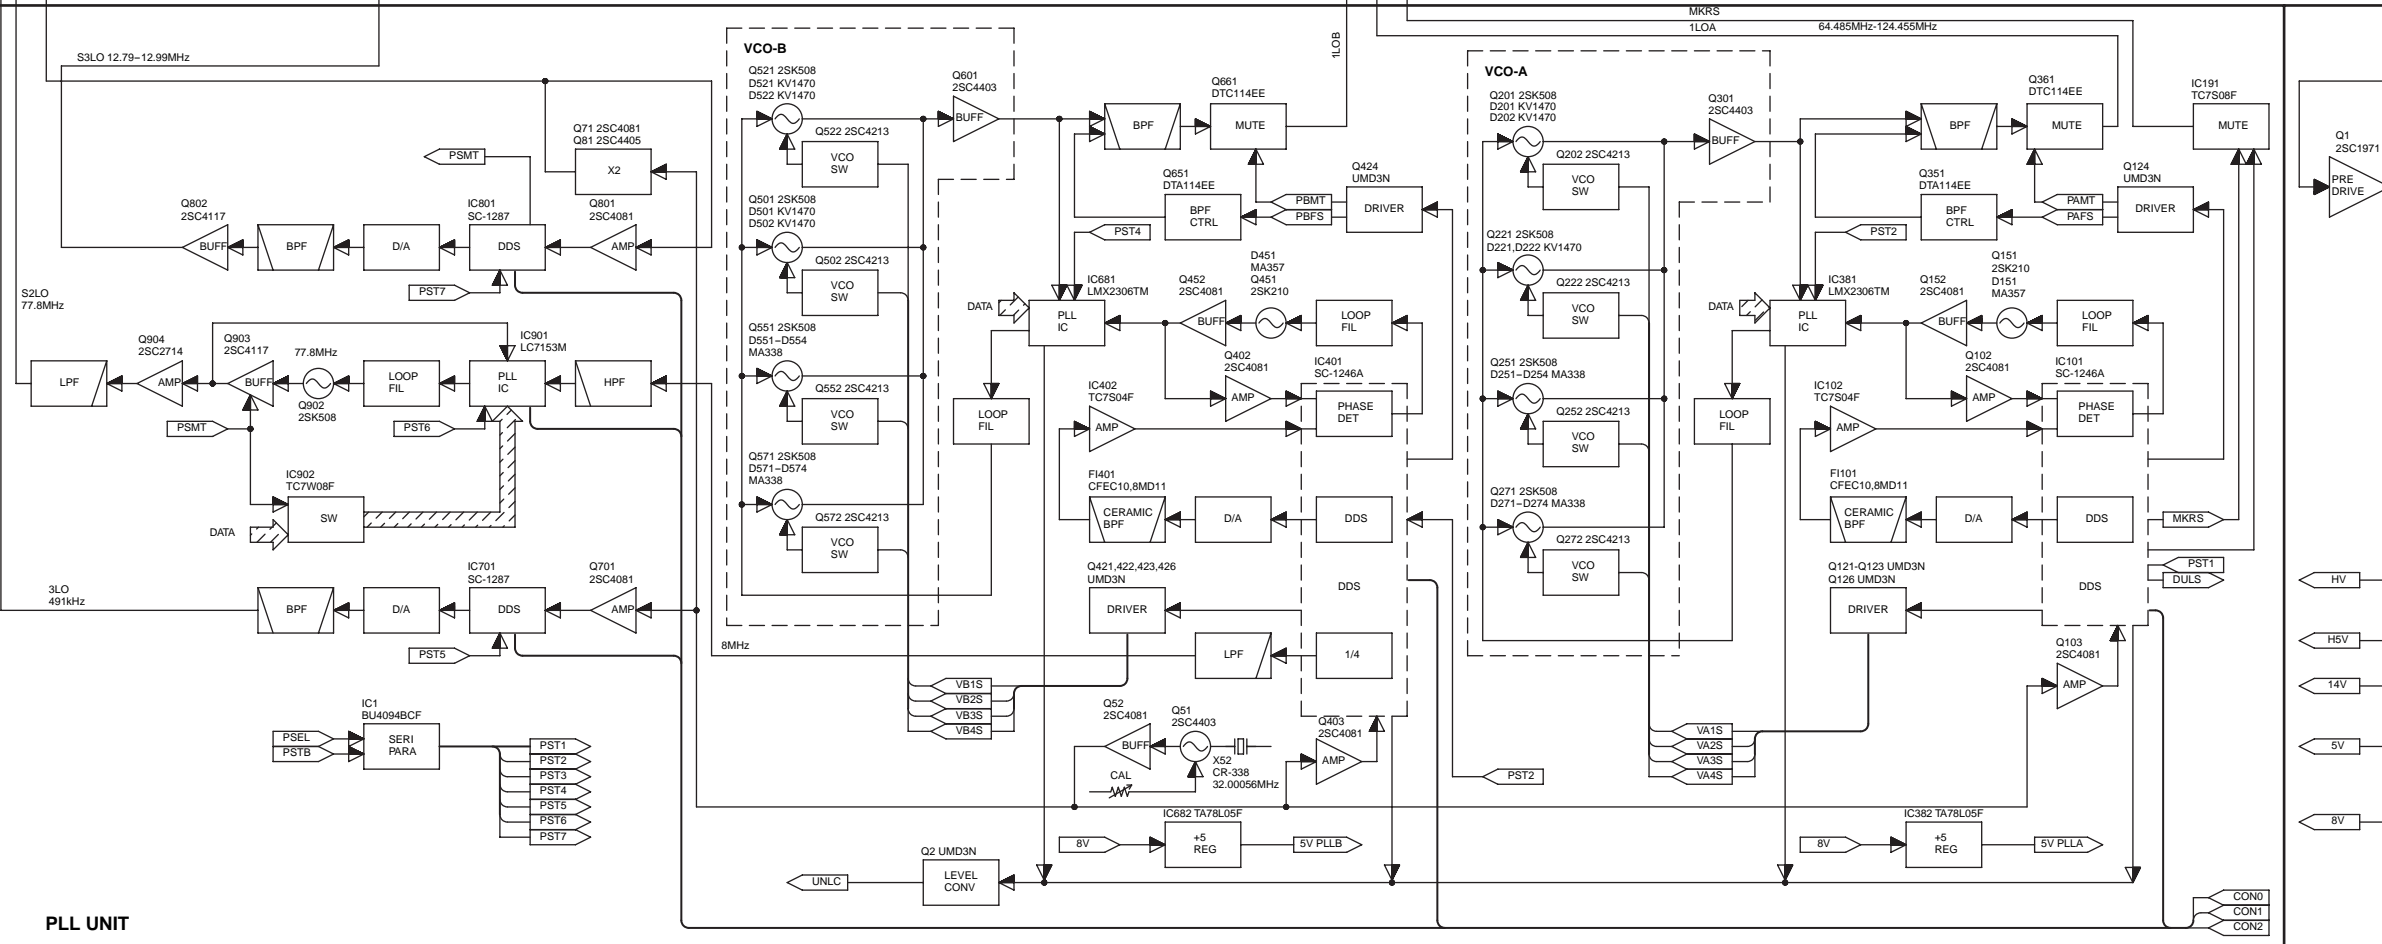 MKRS
1LOA
64.485MHz-124.455MHz
1LOB
S3LO 12.79–12.99MHz
PSMT
Q71 2SC4081
Q81 2SC4405
X2
Q802
2SC4117
BUFF
BPF
D/A
IC801
SC-1287
DDS
Q801
2SC4081
AMP
PST7
S2LO
77.8MHz
Q904
2SC2714
LPF
AMP
Q903
2SC4117
BUFF
77.8MHz
Q902
2SK508
LOOP
FIL
IC901
LC7153M
PLL
IC
HPF
PSMT
PST6
IC902
TC7W08F
SW
DATA
3LO
491kHz
BPF
D/A
IC701
SC-1287
DDS
Q701
2SC4081
AMP
PST5
IC1
BU4094BCF
PSEL
PSTB
SERI
PARA
PST1
PST2
PST3
PST4
PST5
PST6
PST7
PLL UNIT
VCO-B
Q521 2SK508
D521 KV1470
D522 KV1470
Q522 2SC4213
VCO
SW
Q501 2SK508
D501 KV1470
D502 KV1470
Q502 2SC4213
VCO
SW
Q551 2SK508
D551–D554
MA338
Q552 2SC4213
VCO
SW
Q571 2SK508
D571–D574
MA338
Q572 2SC4213
VCO
SW
Q601
2SC4403
BUFF
BPF
Q661
DTC114EE
MUTE
Q651
DTA114EE
BPF
CTRL
PBMT
PBFS
Q424
UMD3N
DRIVER
PST4
DATA
IC681
LMX2306TM
PLL
IC
Q452
2SC4081
BUFF
D451
MA357
Q451
2SK210
LOOP
FIL
LOOP
FIL
IC402
TC7S04F
AMP
Q402
2SC4081
AMP
IC401
SC-1246A
PHASE
DET
FI401
CFEC10,8MD11
CERAMIC
BPF
D/A
DDS
DDS
Q421,422,423,426
UMD3N
DRIVER
8MHz
LPF
1/4
VB1S
VB2S
VB3S
VB4S
Q52
2SC4081
BUFF
Q51
2SC4403
X52
CR-338
32.00056MHz
CAL
Q403
2SC4081
AMP
PST2
IC682 TA78L05F
8V
+5
REG
5V PLLB
Q2 UMD3N
UNLC
LEVEL
CONV
VCO-A
Q201 2SK508
D201 KV1470
D202 KV1470
Q202 2SC4213
VCO
SW
Q221 2SK508
D221,D222 KV1470
Q222 2SC4213
VCO
SW
Q251 2SK508
D251–D254 MA338
Q252 2SC4213
VCO
SW
Q271 2SK508
D271–D274 MA338
Q272 2SC4213
VCO
SW
Q301
2SC4403
BUFF
BPF
Q361
DTC114EE
MUTE
IC191
TC7S08F
MUTE
Q351
DTA114EE
BPF
CTRL
PAMT
PAFS
Q124
UMD3N
DRIVER
PST2
DATA
IC381
LMX2306TM
PLL
IC
Q152
2SC4081
BUFF
Q151
2SK210
D151
MA357
LOOP
FIL
LOOP
FIL
IC102
TC7S04F
AMP
Q102
2SC4081
AMP
IC101
SC-1246A
PHASE
DET
FI101
CFEC10,8MD11
CERAMIC
BPF
D/A
DDS
MKRS
PST1
DULS
DDS
Q121-Q123 UMD3N
Q126 UMD3N
DRIVER
Q103
2SC4081
AMP
VA1S
VA2S
VA3S
VA4S
IC382 TA78L05F
8V
+5
REG
5V PLLA
CON0
CON1
CON2
Q1
2SC1971
PRE
DRIVE
HV
H5V
14V
5V
8V